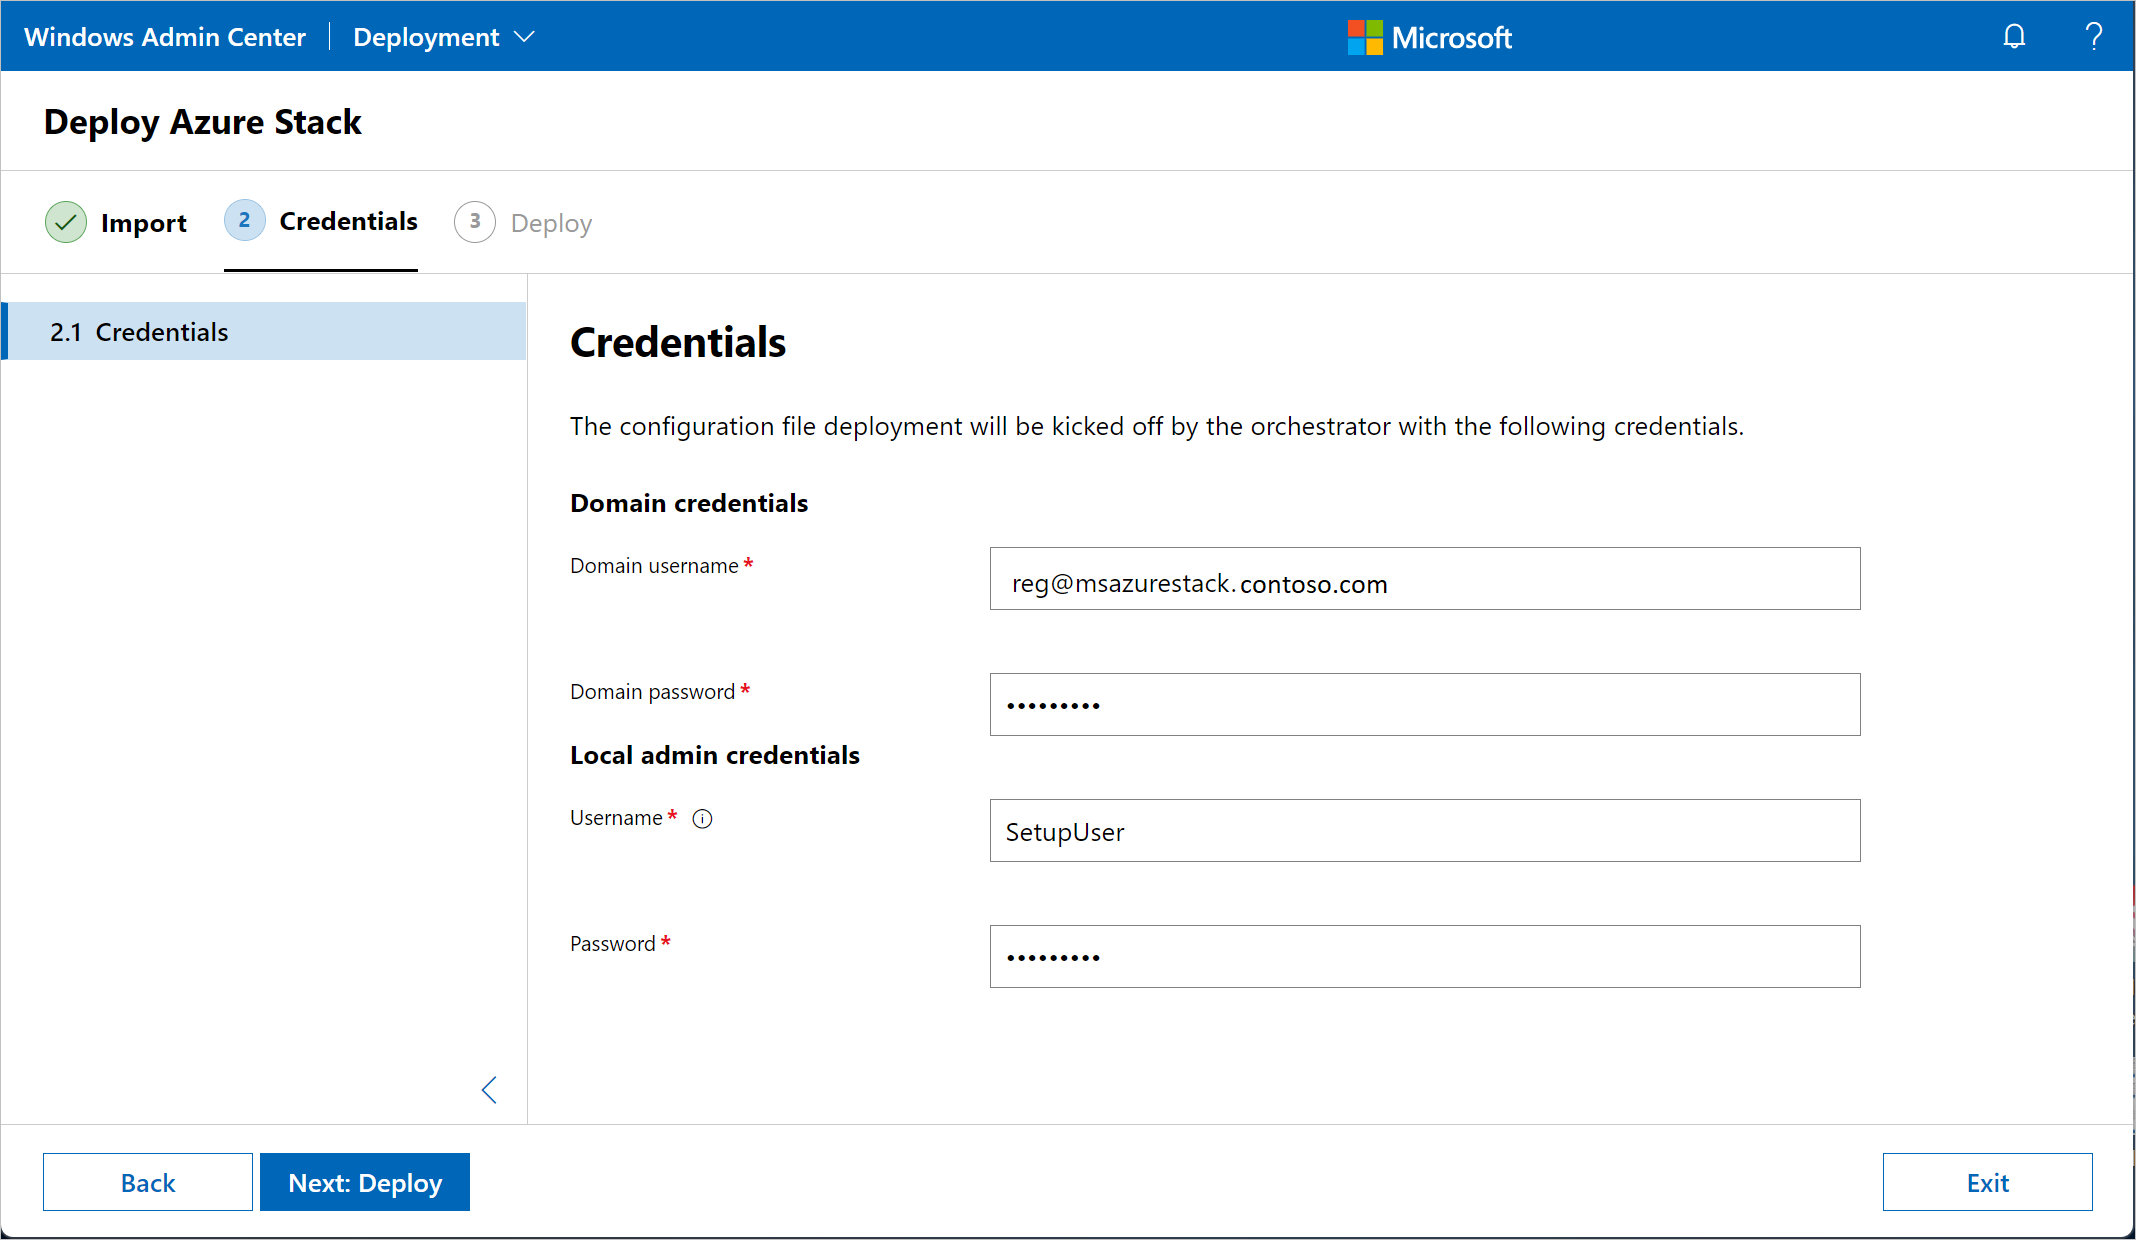 Windows Admin Center | Deployment
Microsoft
?
Deploy Azure Stack
Import
2 Credentials
3 Deploy
2.1 Credentials
Credentials
The configuration file deployment will be kicked off by the orchestrator with the following credentials.
Domain credentials
Domain username *
reg@msazurestack.contoso.com
Domain password *
•••••••••
Local admin credentials
Username *
SetupUser
Password *
•••••••••
Back
Next: Deploy
Exit